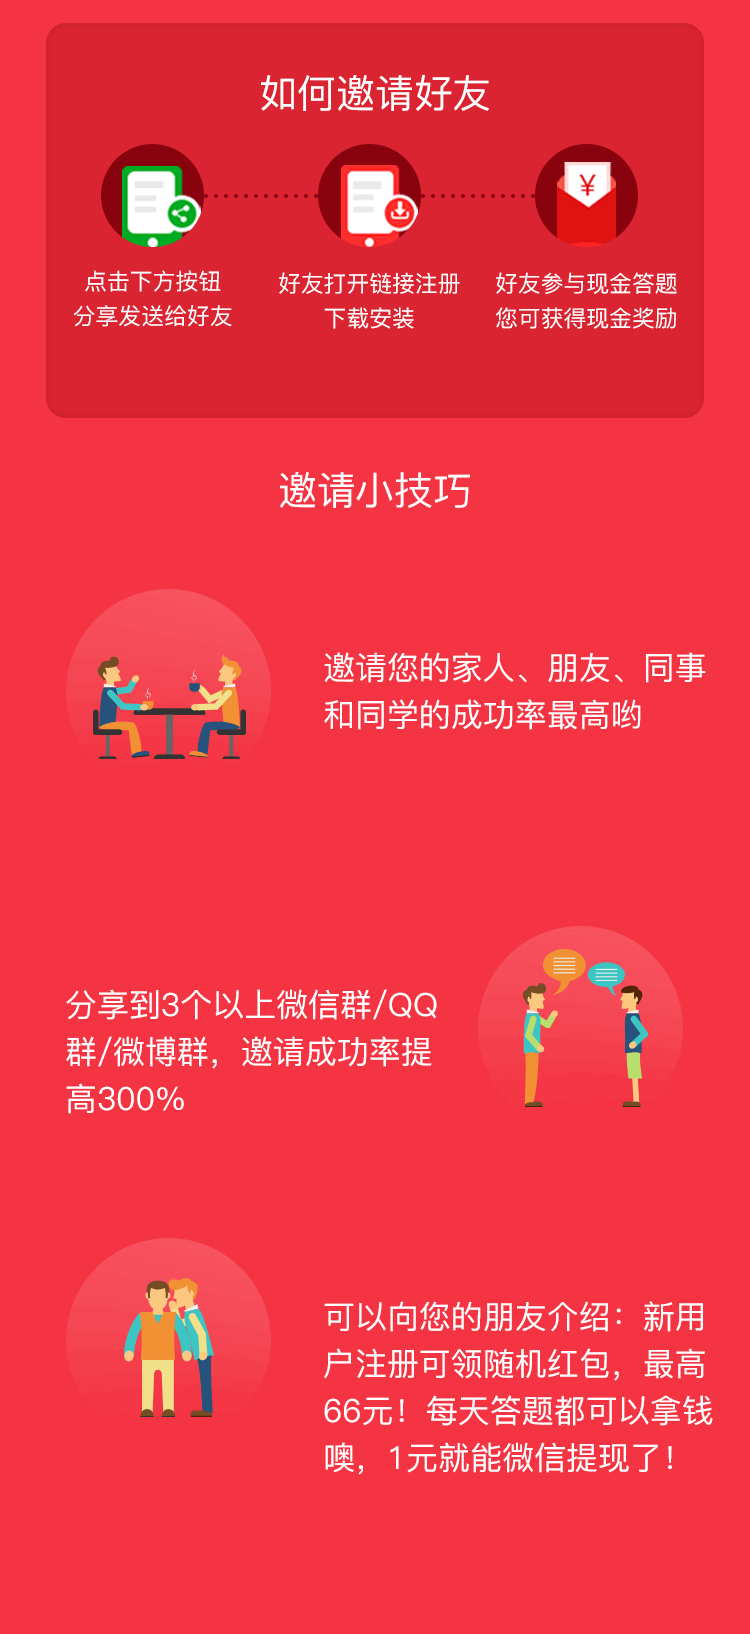 如何邀请好友
点击下方按钮
分享发送给好友
好友打开链接注册
下载安装
¥
好友参与现金答题
您可获得现金奖励
邀请小技巧
邀请您的家人、朋友、同事
和同学的成功率最高哟
分享到3个以上微信群/QQ
群/微博群，邀请成功率提
高300%
可以向您的朋友介绍：新用
户注册可领随机红包，最高
66元！每天答题都可以拿钱
噢，1元就能微信提现了！